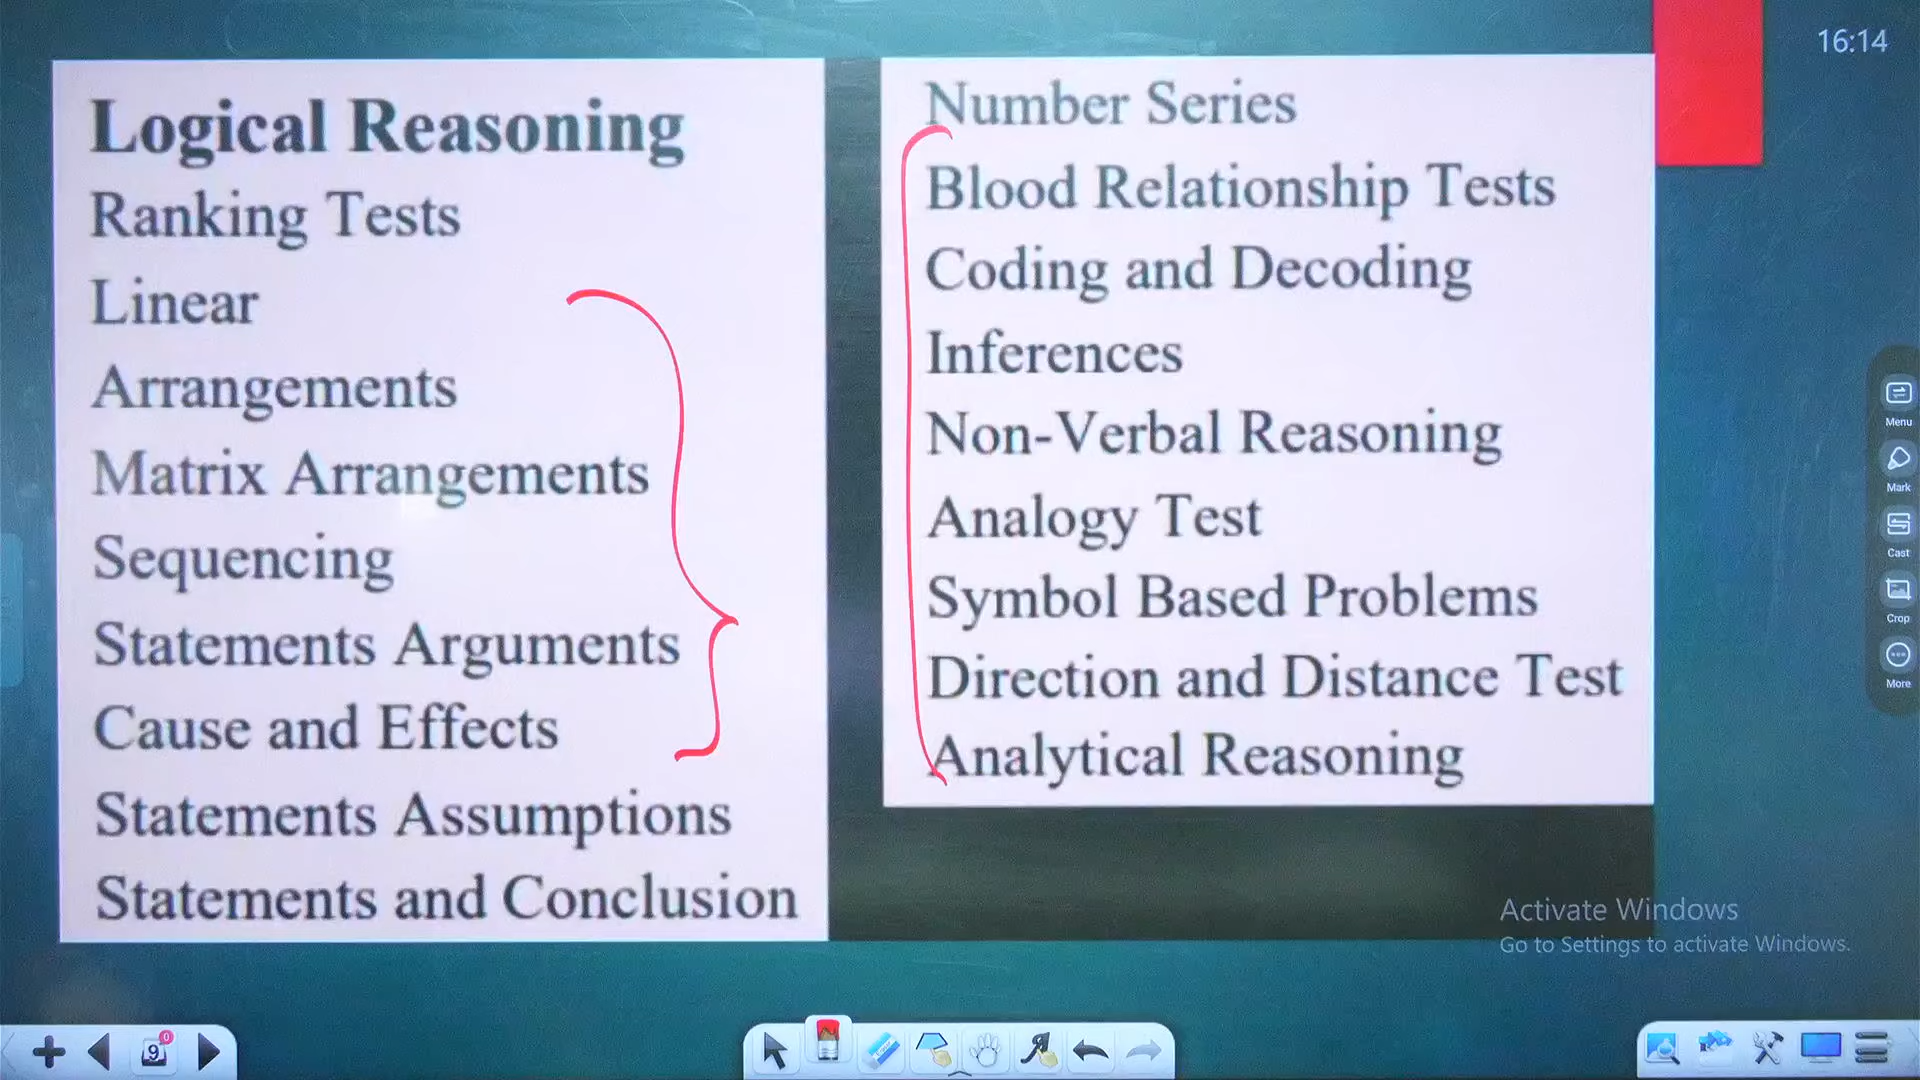 16:14
Logical Reasoning
Ranking Tests
Linear
Arrangements
Matrix Arrangements
Sequencing
Statements Arguments
Cause and Effects
Statements Assumptions
Statements and Conclusion
Number Series
Blood Relationship Tests
Coding and Decoding
Inferences
Non-Verbal Reasoning
Analogy Test
Symbol Based Problems
Direction and Distance Test
Analytical Reasoning
Menu
Mark
Cast
Crop
More
Activate Windows
Go to Settings to activate Windows.
9
0